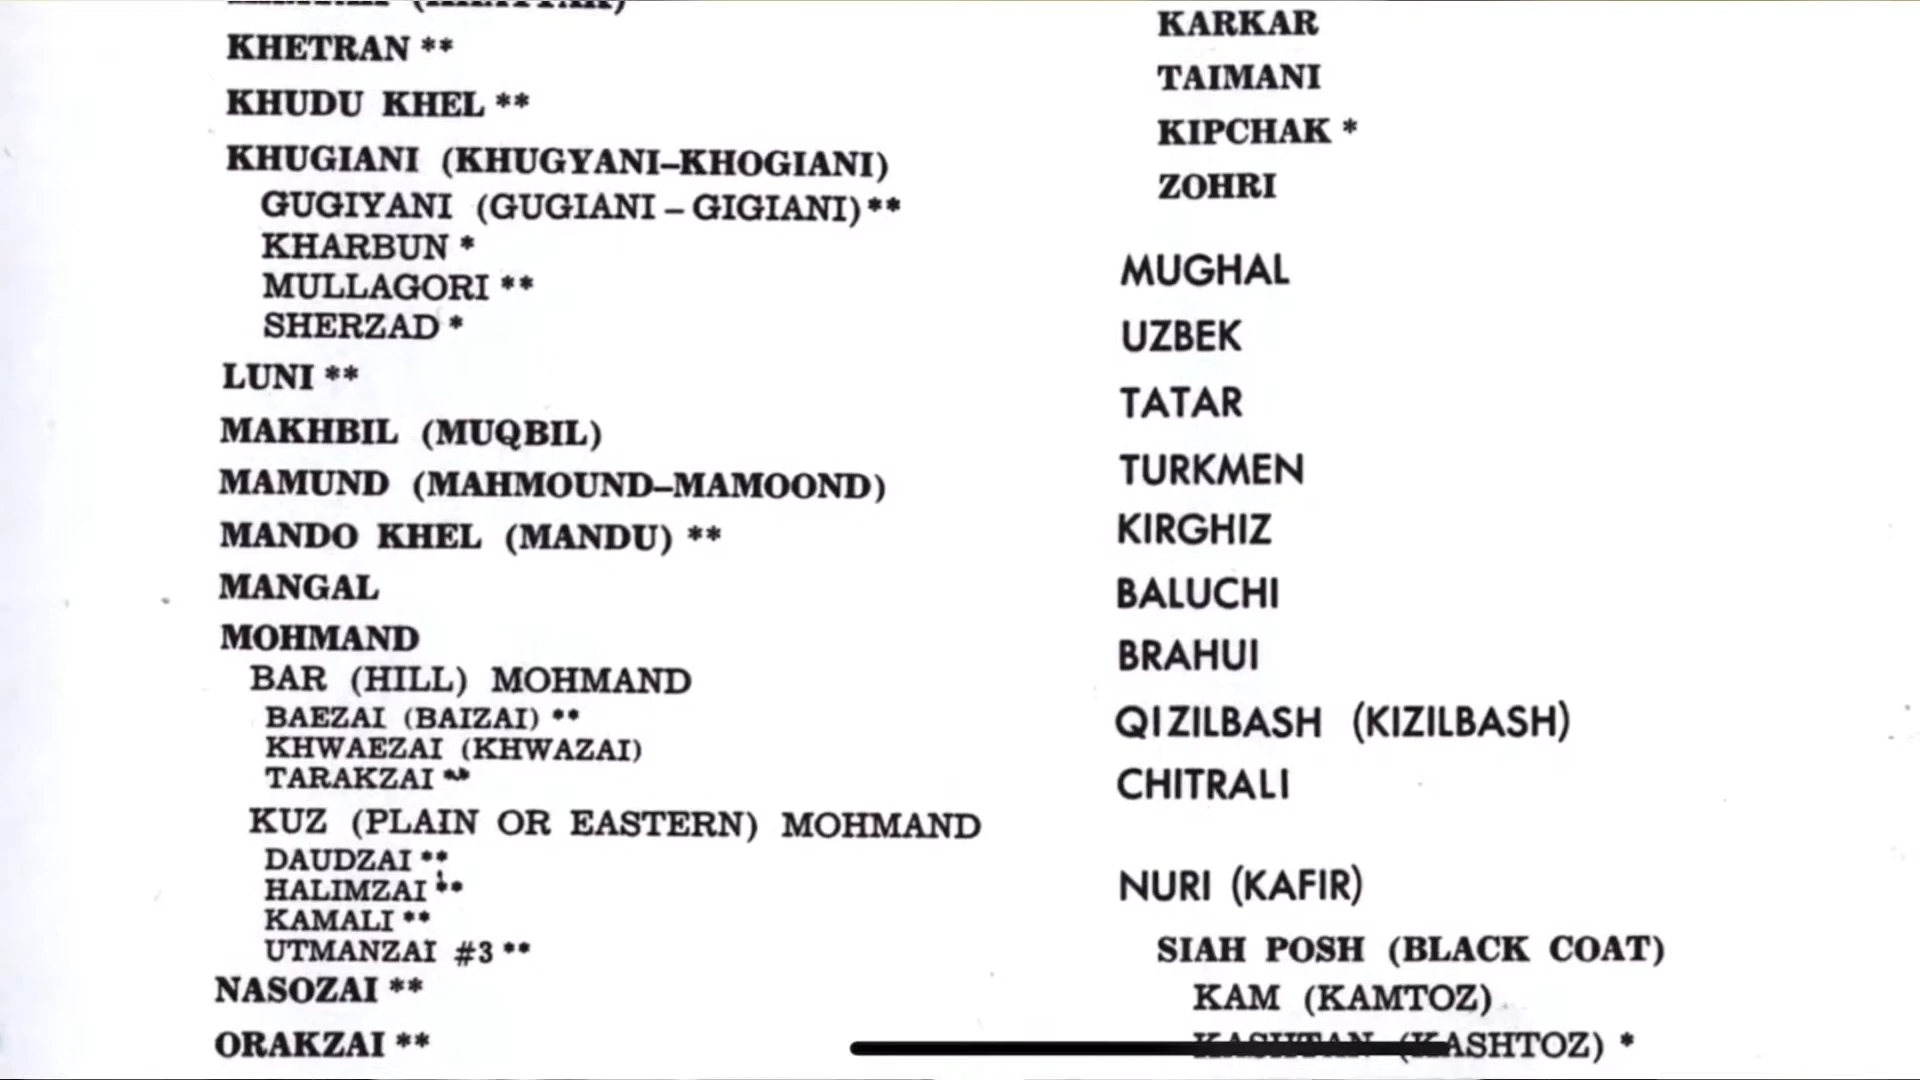 KHETRAN **
KHUDU KHEL **
KHUGIANI (KHUGYANI–KHOGIANI)
GUGIYANI (GUGIANI – GIGIANI) **
KHARBUN *
MULLAGORI **
SHERZAD *
LUNI **
MAKHBIL (MUQBIL)
MAMUND (MAHMOUND–MAMOOND)
MANDO KHEL (MANDU) **
MANGAL
MOHMAND
BAR (HILL) MOHMAND
BAEZAI (BAIZAI) **
KHWAEZAI (KHWAZAI)
TARAKZAI **
KUZ (PLAIN OR EASTERN) MOHMAND
DAUDZAI **
HALIMZAI **
KAMALI **
UTMANZAI #3 **
NASOZAI **
ORAKZAI **
KARKAR
TAIMANI
KIPCHAK *
ZOHRI
MUGHAL
UZBEK
TATAR
TURKMEN
KIRGHIZ
BALUCHI
BRAHUI
QIZILBASH (KIZILBASH)
CHITRALI
NURI (KAFIR)
SIAH POSH (BLACK COAT)
KAM (KAMTOZ)
KASHTAN (KASHTOZ) *